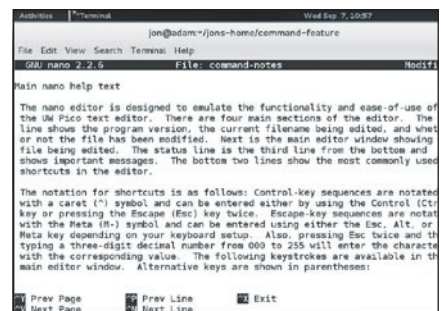 Activities Terminal Wed Sep 7, 10:57
jon@adam:~/jons-home/command-feature
File Edit View Search Terminal Help
GNU nano 2.2.6 File: command-notes Modifi
Main nano help text
The nano editor is designed to emulate the functionality and ease-of-use of
the UW Pico text editor. There are four main sections of the editor. The
line shows the program version, the current filename being edited, and whet
or not the file has been modified. Next is the main editor window showing
file being edited. The status line is the third line from the bottom and
shows important messages. The bottom two lines show the most commonly used
shortcuts in the editor.
The notation for shortcuts is as follows: Control-key sequences are notated
with a caret (^) symbol and can be entered either by using the Control (Ctr
key or pressing the Escape (Esc) key twice. Escape-key sequences are notat
with the Meta (M-) symbol and can be entered using either the Esc, Alt, or
Meta key depending on your keyboard setup. Also, pressing Esc twice and th
typing a three-digit decimal number from 000 to 255 will enter the characte
with the corresponding value. The following keystrokes are available in th
main editor window. Alternative keys are shown in parentheses:
^Y Prev Page ^P Prev Line ^X Exit
^V Next Page ^N Next Line